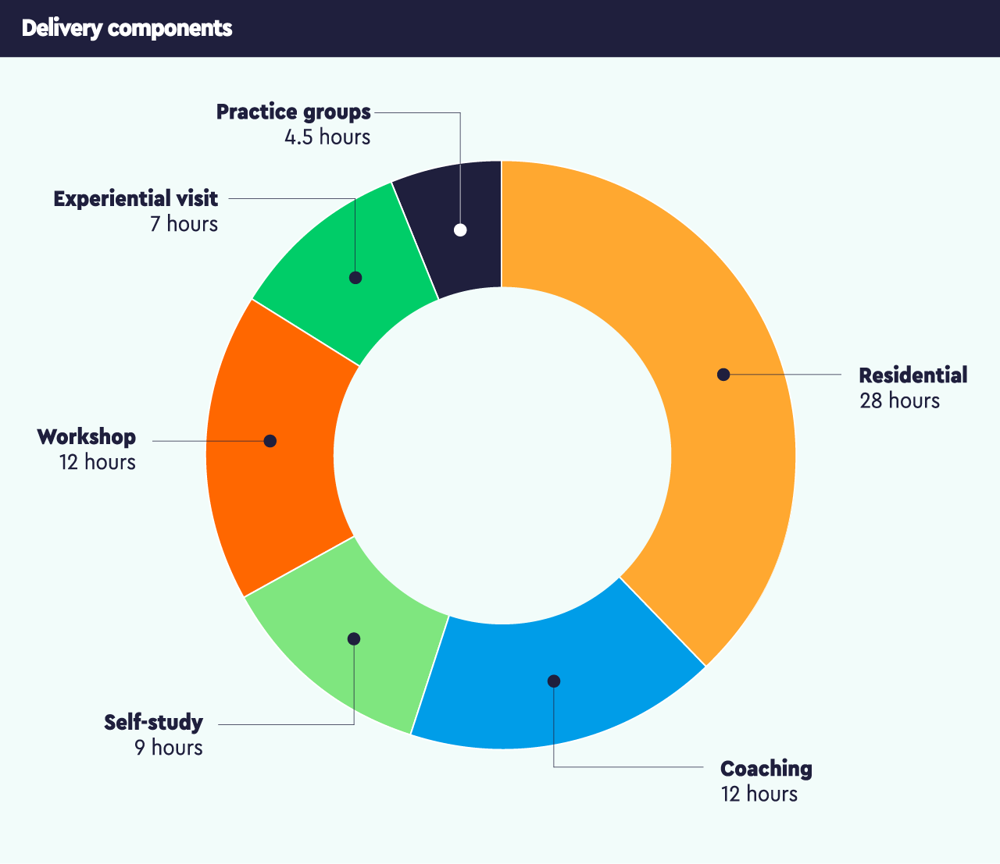 Delivery components
Practice groups
4.5 hours
Experiential visit
7 hours
Residential
28 hours
Workshop
12 hours
Self-study
9 hours
Coaching
12 hours